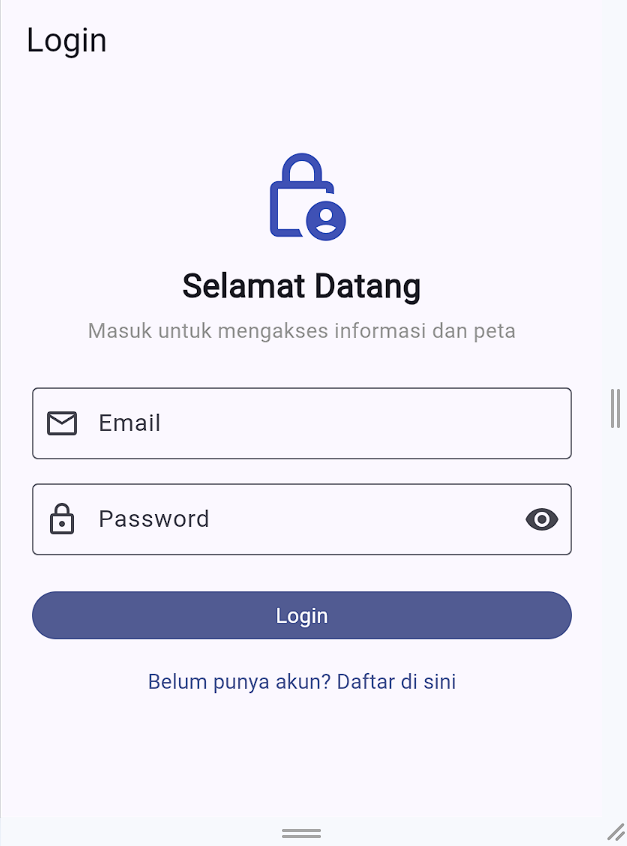 Login
Selamat Datang
Masuk untuk mengakses informasi dan peta
Email
Password
Login
Belum punya akun? Daftar di sini